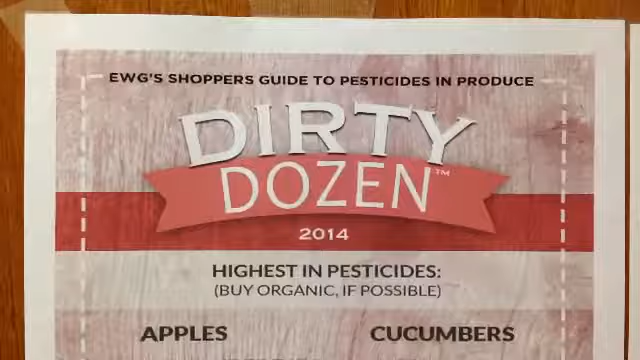 EWG'S SHOPPERS GUIDE TO PESTICIDES IN PRODUCE
DIRTY
DOZEN™
2014
HIGHEST IN PESTICIDES:
(BUY ORGANIC, IF POSSIBLE)
APPLES CUCUMBERS